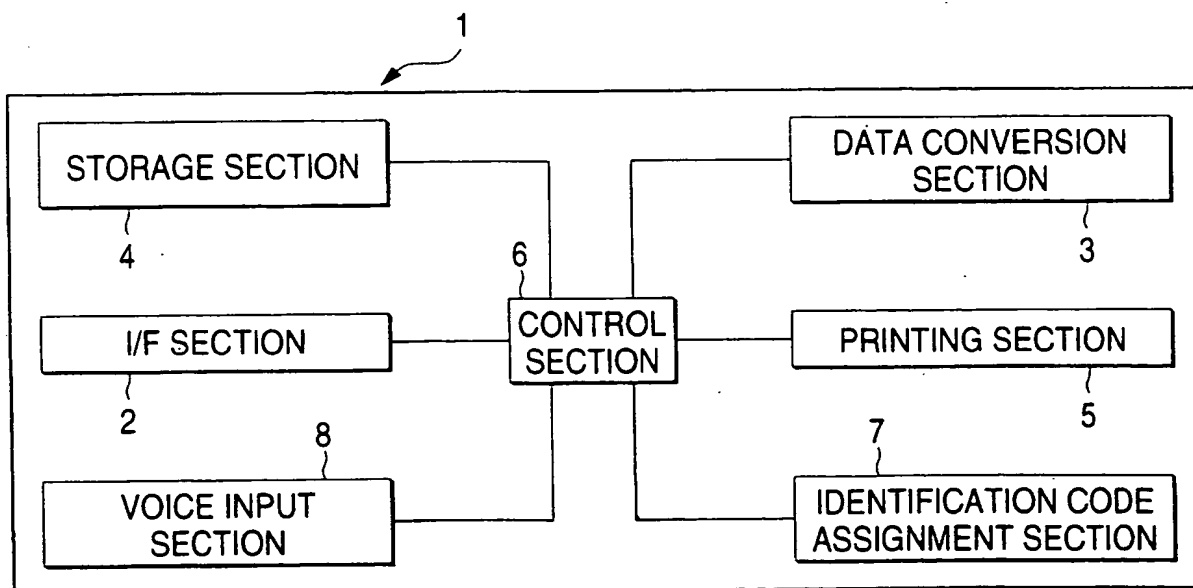 1
STORAGE SECTION
4
DATA CONVERSION
SECTION
3
I/F SECTION
2
6
CONTROL
SECTION
PRINTING SECTION
5
8
VOICE INPUT
SECTION
7
IDENTIFICATION CODE
ASSIGNMENT SECTION